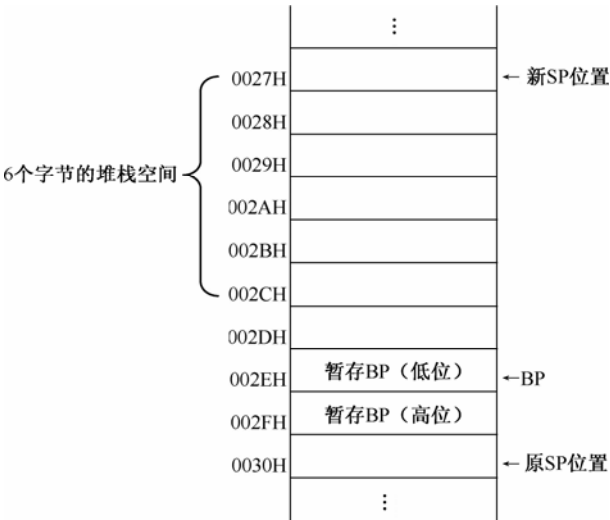 ⋮
0027H ← 新SP位置
0028H
0029H
6个字节的堆栈空间
002AH
002BH
002CH
002DH
002EH 暂存BP（低位） ←BP
002FH 暂存BP（高位）
0030H ← 原SP位置
⋮